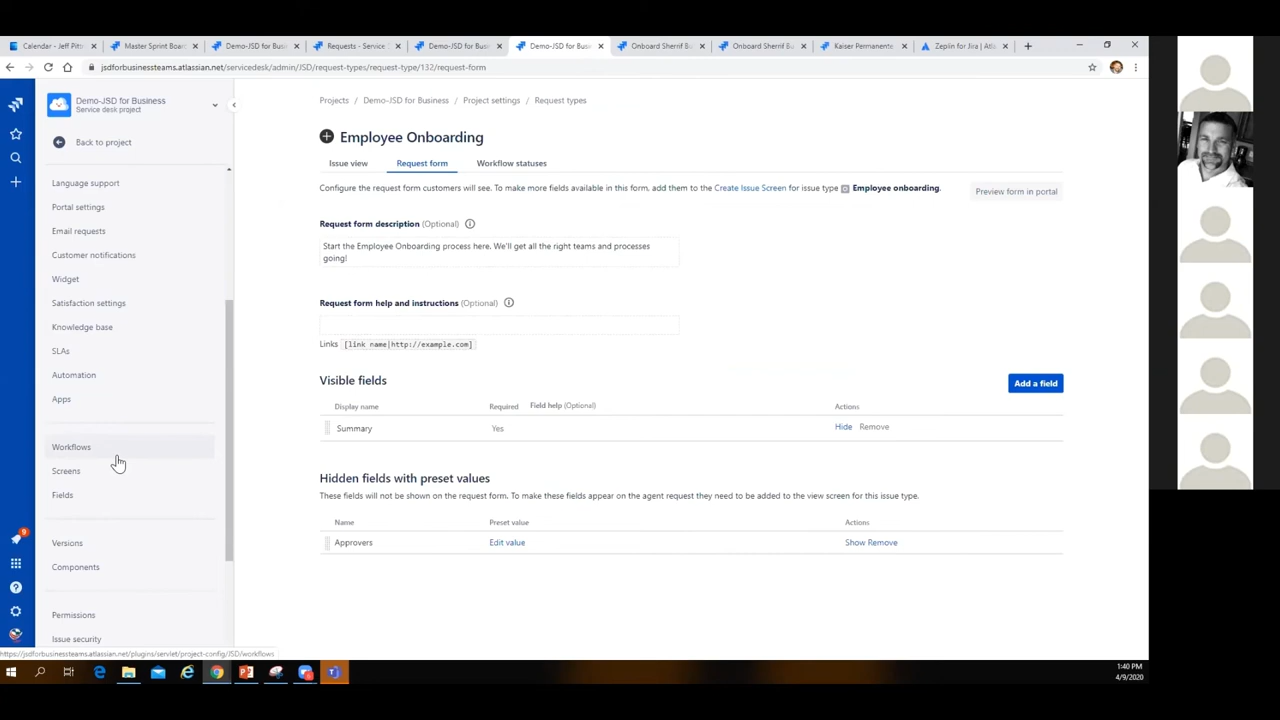 Calendar - Jeff Pitt
Master Sprint Boar
Demo-JSD for Busi
Requests - Service
Demo-JSD for Busi
Demo-JSD for Busi
Onboard Sherrif Bo
Onboard Sherrif Bo
Kaiser Permanente
Zeplin for Jira | Atla
jsdforbusinessteams.atlassian.net/servicedesk/admin/JSD/request-types/request-type/132/request-form
Demo-JSD for Business
Service desk project
Back to project
Language support
Portal settings
Email requests
Customer notifications
Widget
Satisfaction settings
Knowledge base
SLAs
Automation
Apps
Workflows
Screens
Fields
Versions
Components
Permissions
Issue security
9
https://jsdforbusinessteams.atlassian.net/plugins/servlet/project-config/JSD/workflows
Projects / Demo-JSD for Business / Project settings / Request types
Employee Onboarding
Issue view Request form Workflow statuses
Configure the request form customers will see. To make more fields available in this form, add them to the Create Issue Screen for issue type Employee onboarding.
Preview form in portal
Request form description (Optional)
Start the Employee Onboarding process here. We'll get all the right teams and processes
going!
Request form help and instructions (Optional)
Links [link name|http://example.com]
Visible fields
Add a field
Display name Required Field help (Optional) Actions
Summary Yes Hide Remove
Hidden fields with preset values
These fields will not be shown on the request form. To make these fields appear on the agent request they need to be added to the view screen for this issue type.
Name Preset value Actions
Approvers Edit value Show Remove
1:40 PM
4/9/2020